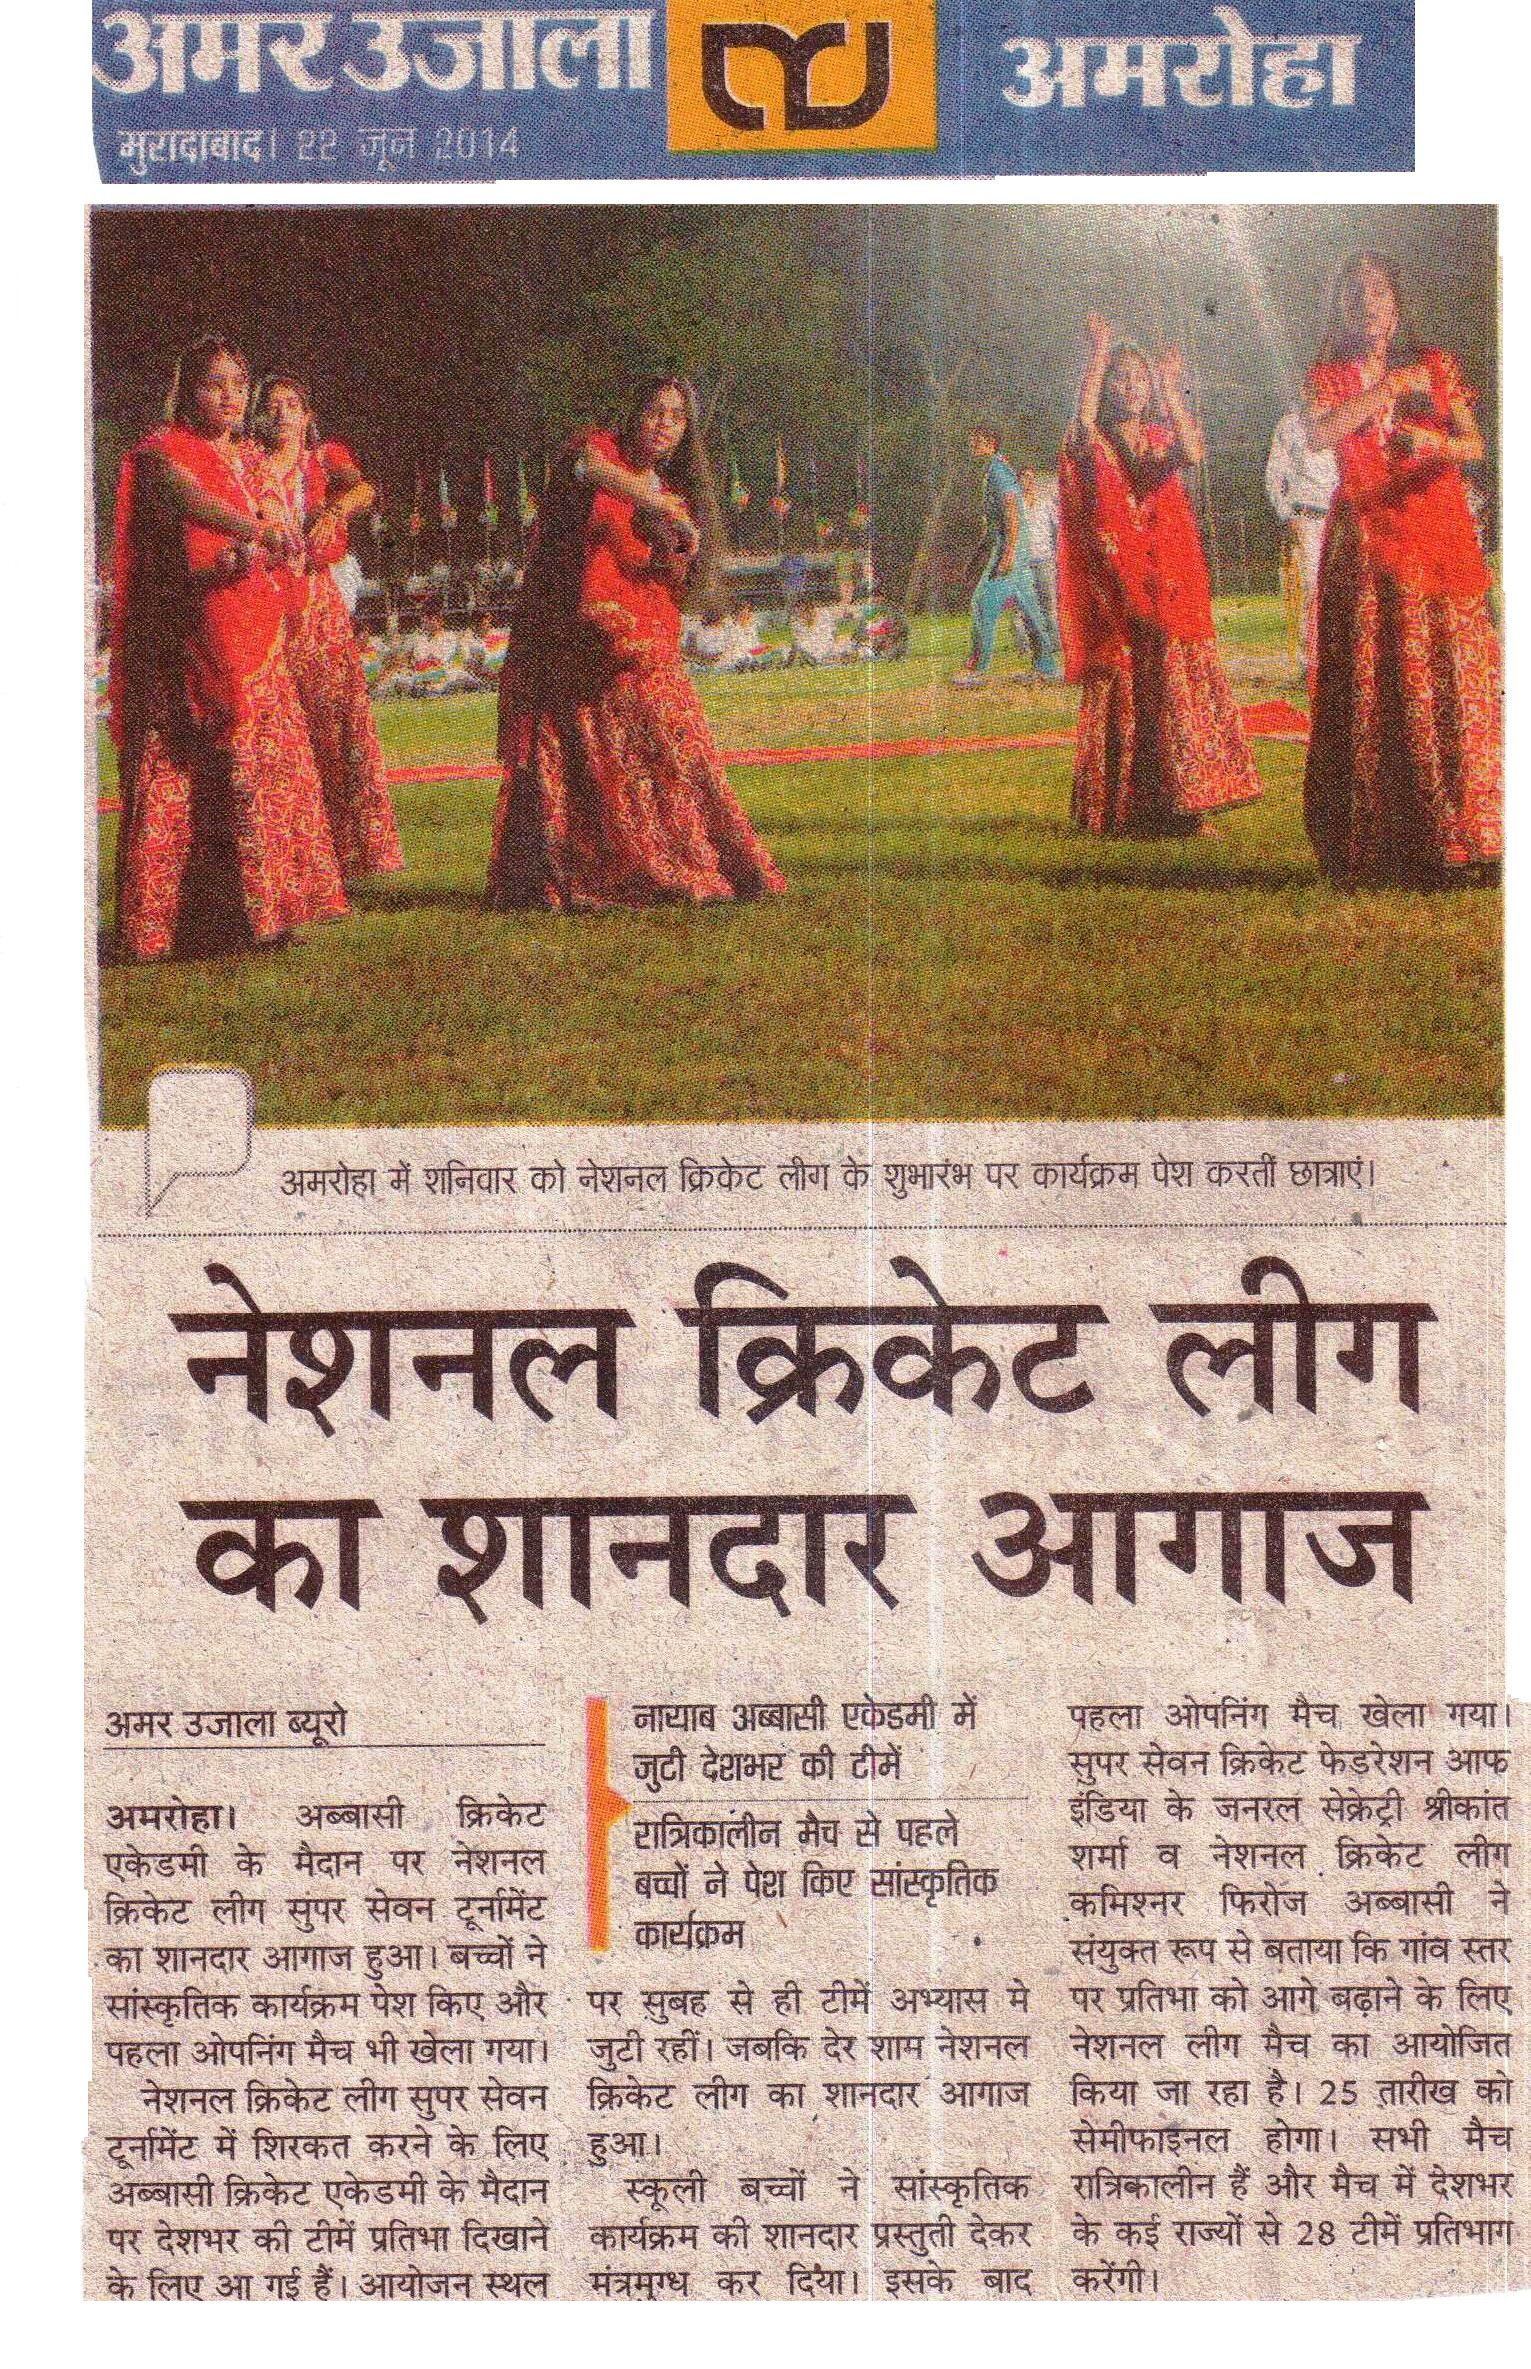 अमर उजाला
अमरोहा
मुरादाबाद। 22 जून 2014
अमरोहा में शनिवार को नेशनल क्रिकेट लीग के शुभारंभ पर कार्यक्रम पेश करतीं छात्राएं।
नेशनल क्रिकेट लीग
का शानदार आगाज
अमर उजाला ब्यूरो
अमरोहा। अब्बासी क्रिकेट
एकेडमी के मैदान पर नेशनल
क्रिकेट लीग सुपर सेवन टूर्नामेंट
का शानदार आगाज हुआ। बच्चों ने
सांस्कृतिक कार्यक्रम पेश किए और
पहला ओपनिंग मैच भी खेला गया।
नेशनल क्रिकेट लीग सुपर सेवन
टूर्नामेंट में शिरकत करने के लिए
अब्बासी क्रिकेट एकेडमी के मैदान
पर देशभर की टीमें प्रतिभा दिखाने
के लिए आ गई हैं। आयोजन स्थल
नायाब अब्बासी एकेडमी में
जुटी देशभर की टीमें
रात्रिकालीन मैच से पहले
बच्चों ने पेश किए सांस्कृतिक
कार्यक्रम
पर सुबह से ही टीमें अभ्यास मे
जुटी रहीं। जबकि देर शाम नेशनल
क्रिकेट लीग का शानदार आगाज
हुआ।
स्कूली बच्चों ने सांस्कृतिक
कार्यक्रम की शानदार प्रस्तुती देकर
मंत्रमुग्ध कर दिया। इसके बाद
पहला ओपनिंग मैच खेला गया।
सुपर सेवन क्रिकेट फेडरेशन आफ
इंडिया के जनरल सेक्रेट्री श्रीकांत
शर्मा व नेशनल क्रिकेट लीग
कमिश्नर फिरोज अब्बासी ने
संयुक्त रूप से बताया कि गांव स्तर
पर प्रतिभा को आगे बढ़ाने के लिए
नेशनल लीग मैच का आयोजित
किया जा रहा है। 25 तारीख को
सेमीफाइनल होगा। सभी मैच
रात्रिकालीन हैं और मैच में देशभर
के कई राज्यों से 28 टीमें प्रतिभाग
करेंगी।